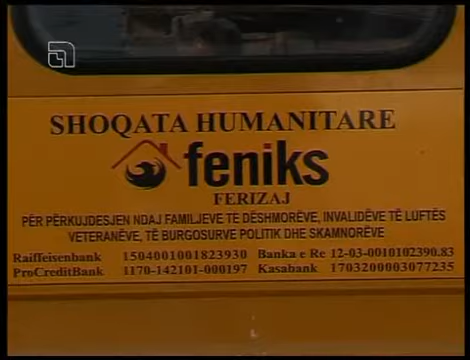 SHOQATA HUMANITARE
feniks
FERIZAJ
PËR PËRKUJDESJEN NDAJ FAMILJEVE TE DËSHMORËVE, INVALIDËVE TË LUFTËS
VETERANËVE, TË BURGOSURVE POLITIK DHE SKAMNORËVE
Raiffeisenbank 1504001001823930 Banka e Re 12-03-0010102390.83
ProCreditBank 1170-142101-000197 Kasabank 1703200003077235